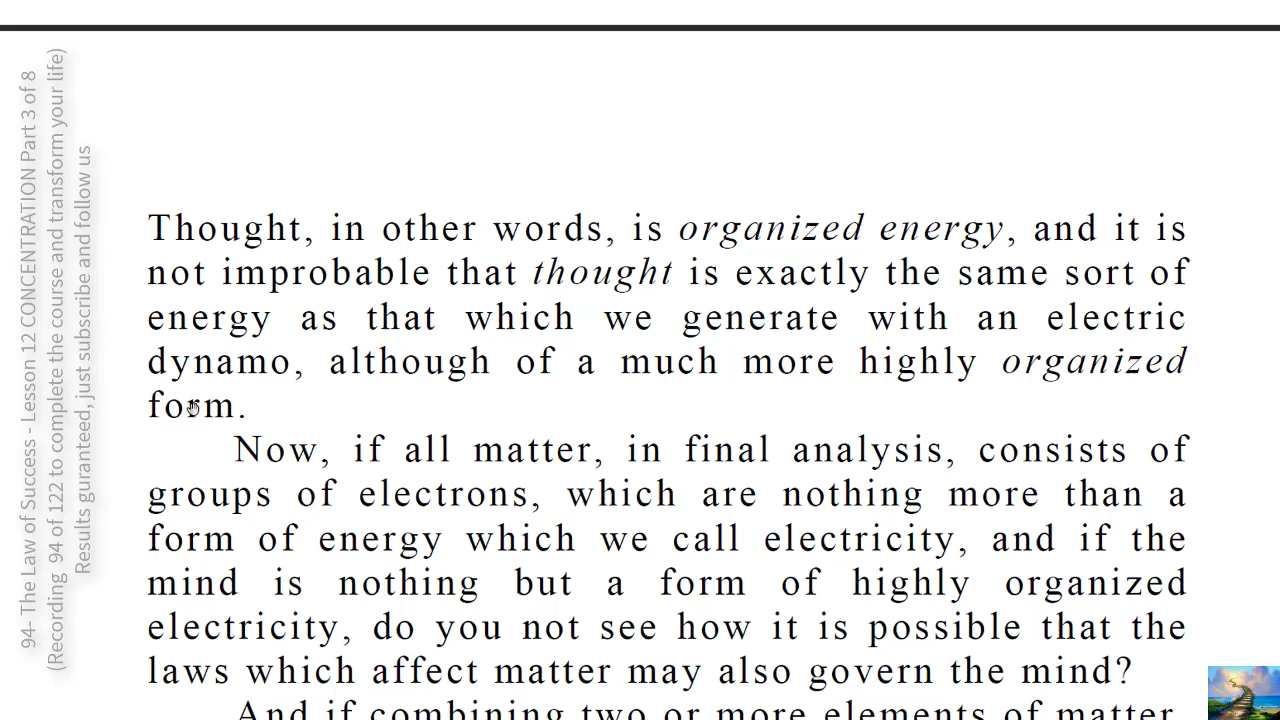 94- The Law of Success - Lesson 12 CONCENTRATION Part 3 of 8
(Recording 94 of 122 to complete the course and transform your life)
Results guranteed, just subscribe and follow us
Thought, in other words, is organized energy, and it is
not improbable that thought is exactly the same sort of
energy as that which we generate with an electric
dynamo, although of a much more highly organized
form.
Now, if all matter, in final analysis, consists of
groups of electrons, which are nothing more than a
form of energy which we call electricity, and if the
mind is nothing but a form of highly organized
electricity, do you not see how it is possible that the
laws which affect matter may also govern the mind?
And if combining two or more elements of matter,